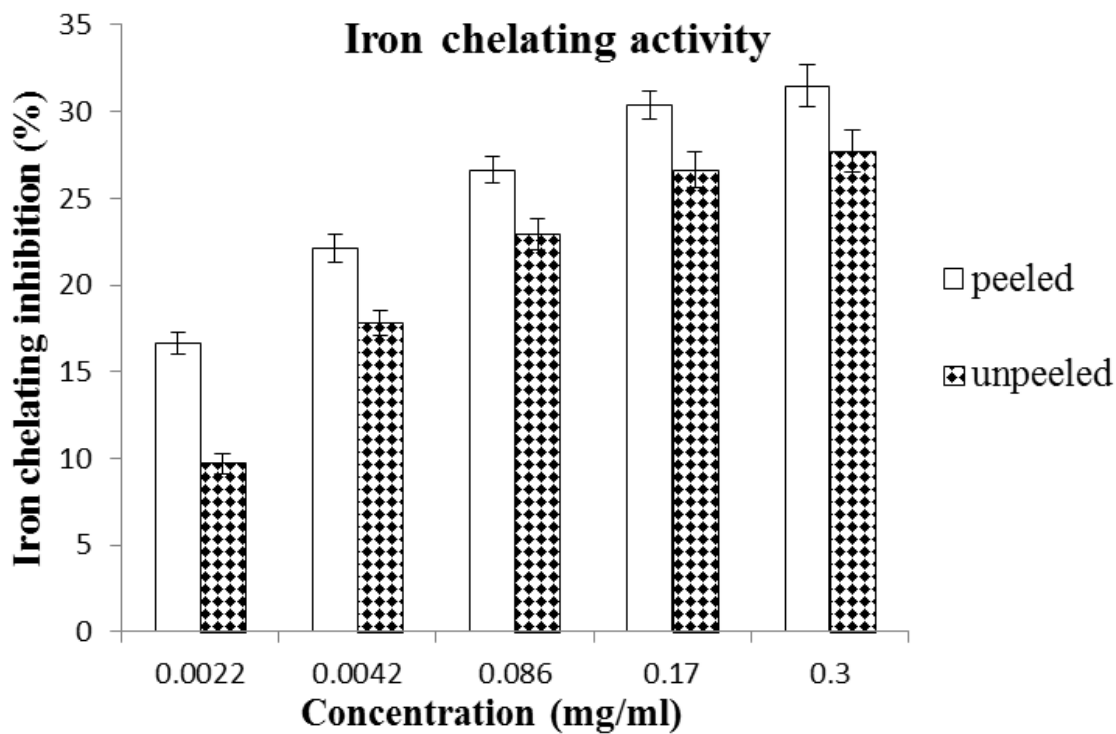 Iron chelating activity
Iron chelating inhibition (%)
35
30
25
20
15
10
5
0
0.0022 0.0042 0.086 0.17 0.3
Concentration (mg/ml)
peeled
unpeeled